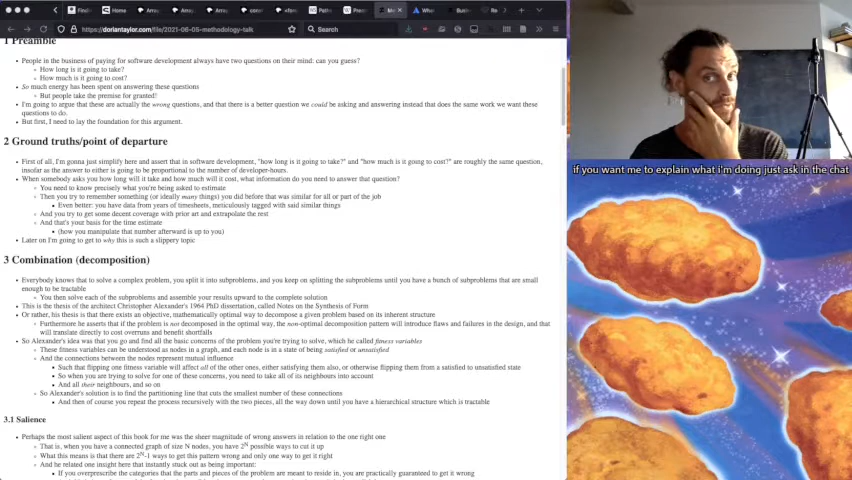 Findi
Home
Array
Array
Array
conv
Path
Prec
Me
What
https://doriantaylor.com/file/2021-08-05-methodology-talk
Search
1 Preamble
People in the business of paying for software development always have two questions on their mind: can you guess?
How long is it going to take?
How much is it going to cost?
So much energy has been spent on answering these questions
But people take the premise for granted!
I'm going to argue that these are actually the wrong questions, and that there is a better question we could be asking and answering instead that does the same work we want these
questions to do.
But first, I need to lay the foundation for this argument.
2 Ground truths/point of departure
First of all, I'm gonna just simplify here and assert that in software development, "how long is it going to take?" and "how much is it going to cost?" are roughly the same question,
insofar as the answer to either is going to be proportional to the number of developer-hours.
When somebody asks you how long will it take and how much will it cost, what information do you need to answer that question?
You need to know precisely what you're being asked to estimate
Then you try to remember something (or ideally many things) you did before that was similar for all or part of the job
Even better: you have data from years of timesheets, meticulously tagged with said similar things
And you try to get some decent coverage with prior art and extrapolate the rest
And that's your basis for the time estimate
(how you manipulate that number afterward is up to you)
Later on I'm going to get to why this is such a slippery topic
3 Combination (decomposition)
Everybody knows that to solve a complex problem, you split it into subproblems, and you keep on splitting the subproblems until you have a bunch of subproblems that are small
enough to be tractable
You then solve each of the subproblems and assemble your results upward to the complete solution
This is the thesis of the architect Christopher Alexander's 1964 PhD dissertation, called Notes on the Synthesis of Form
Or rather, his thesis is that there exists an objective, mathematically optimal way to decompose a given problem based on its inherent structure
Furthermore he asserts that if the problem is not decomposed in the optimal way, the non-optimal decomposition pattern will introduce flaws and failures in the design, and that
will translate directly to cost overruns and benefit shortfalls
So Alexander's solution was that you go and find all the basic concerns of the problem you're trying to solve, which he called fitness variables
These fitness variables can be understood as nodes in a graph, and each node is in a state of being satisfied or unsatisfied
And the connections between the nodes represent mutual influence
Such that flipping one fitness variable will affect all of the other ones, either satisfying them also, or otherwise flipping them from a satisfied to unsatisfied state
So when you are trying to solve for one of these concerns, you need to take all of its neighbours into account
And all their neighbours, and so on
So Alexander's solution is to find the partitioning line that cuts the smallest number of these connections
And then of course you repeat the process recursively with the two pieces, all the way down until you have a hierarchical structure which is tractable
3.1 Salience
Perhaps the most salient aspect of this book for me was the sheer magnitude of wrong answers in relation to the one right one
That is, when you have a connected graph of size N nodes, you have 2N possible ways to cut it up
What this means is that there are 2N-1 ways to get this pattern wrong and only one way to get it right
And he related one insight here that instantly stuck out as being important:
If you overprescribe the categories that the parts and pieces of the problem are meant to reside in, you are practically guaranteed to get it wrong
if you want me to explain what i'm doing just ask in the chat